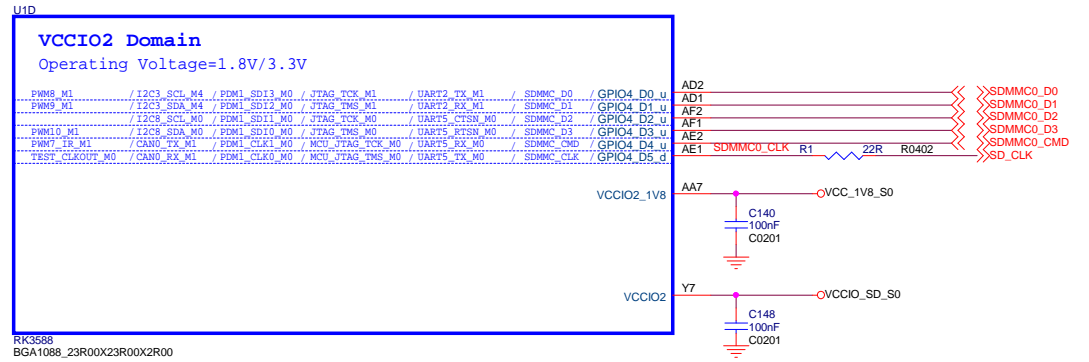 U1D
VCCIO2 Domain
Operating Voltage=1.8V/3.3V
PWM8_M1 / I2C3_SCL_M4 / PDM1_SDI3_M0 / JTAG_TCK_M1 / UART2_TX_M1 / SDMMC_D0 / GPIO4_D0_u AD2 SDMMC0_D0
PWM9_M1 / I2C3_SDA_M4 / PDM1_SDI2_M0 / JTAG_TMS_M1 / UART2_RX_M1 / SDMMC_D1 / GPIO4_D1_u AD1 SDMMC0_D1
/ I2C8_SCL_M0 / PDM1_SDI1_M0 / JTAG_TCK_M0 / UART5_CTSN_M0 / SDMMC_D2 / GPIO4_D2_u AF2 SDMMC0_D2
PWM10_M1 / I2C8_SDA_M0 / PDM1_SDI0_M0 / JTAG_TMS_M0 / UART5_RTSN_M0 / SDMMC_D3 / GPIO4_D3_u AF1 SDMMC0_D3
PWM7_IR_M1 / CAN0_TX_M1 / PDM1_CLK1_M0 / MCU_JTAG_TCK_M0 / UART5_RX_M0 / SDMMC_CMD / GPIO4_D4_u AE2 SDMMC0_CMD
TEST_CLKOUT_M0 / CAN0_RX_M1 / PDM1_CLK0_M0 / MCU_JTAG_TMS_M0 / UART5_TX_M0 / SDMMC_CLK / GPIO4_D5_d AE1 SDMMC0_CLK R1 22R R0402 SD_CLK
VCCIO2_1V8 AA7 VCC_1V8_S0
C140
100nF
C0201
VCCIO2 Y7 VCCIO_SD_S0
C148
100nF
C0201
RK3588
BGA1088_23R00X23R00X2R00